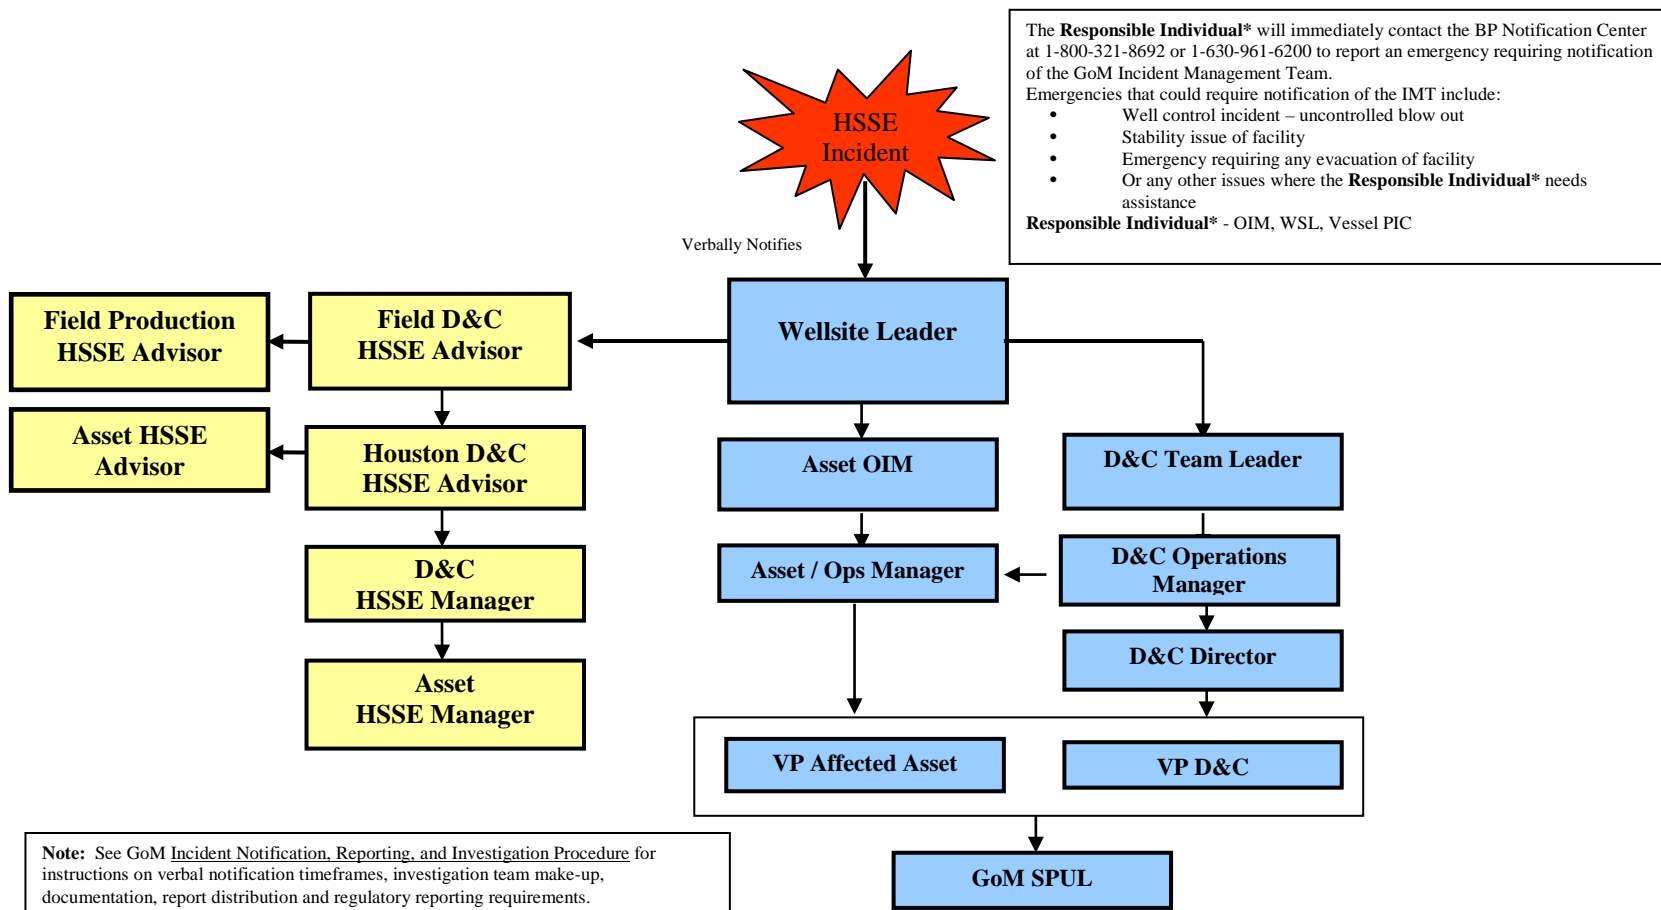 The Responsible Individual* will immediately contact the BP Notification Center
at 1-800-321-8692 or 1-630-961-6200 to report an emergency requiring notification
of the GoM Incident Management Team.
Emergencies that could require notification of the IMT include:
• Well control incident – uncontrolled blow out
• Stability issue of facility
• Emergency requiring any evacuation of facility
• Or any other issues where the Responsible Individual* needs
assistance
Responsible Individual* - OIM, WSL, Vessel PIC
HSSE
Incident
Verbally Notifies
Field Production
HSSE Advisor
Field D&C
HSSE Advisor
Wellsite Leader
Asset HSSE
Advisor
Houston D&C
HSSE Advisor
Asset OIM
D&C Team Leader
D&C
HSSE Manager
Asset / Ops Manager
D&C Operations
Manager
Asset
HSSE Manager
D&C Director
VP Affected Asset
VP D&C
Note: See GoM Incident Notification, Reporting, and Investigation Procedure for
instructions on verbal notification timeframes, investigation team make-up,
documentation, report distribution and regulatory reporting requirements.
GoM SPUL